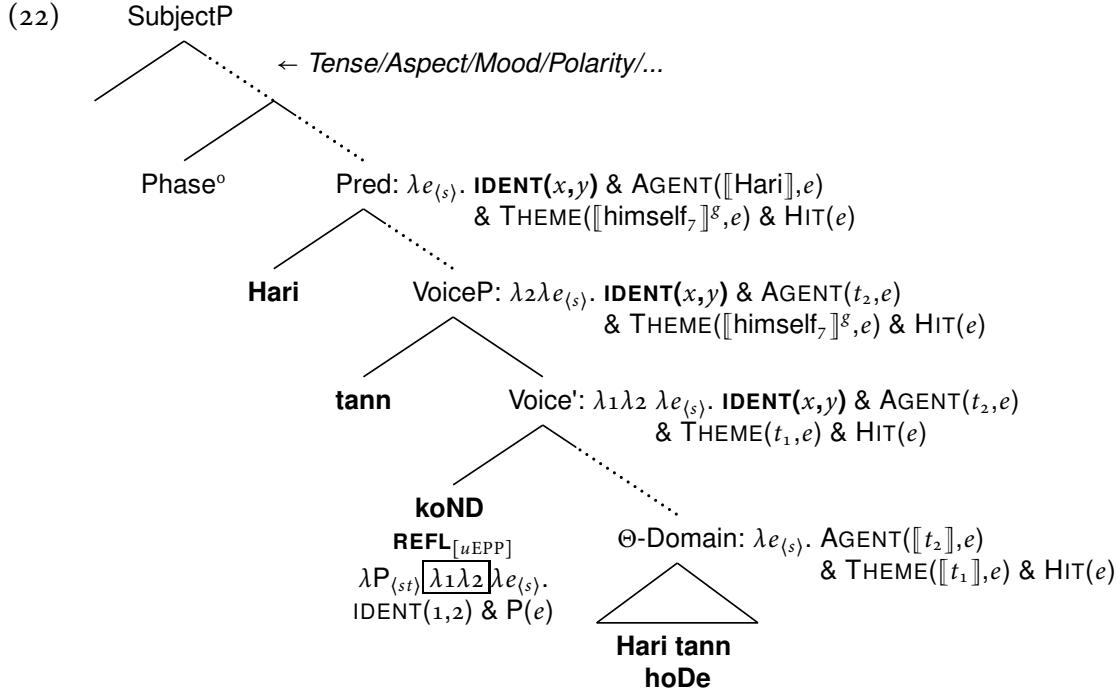 (22) SubjectP
← Tense/Aspect/Mood/Polarity/...
Phase⁰ Pred: λe⟨s⟩. IDENT(x,y) & AGENT(⟦Hari⟧,e)
& THEME(⟦himself₇⟧ᵍ,e) & HIT(e)
Hari VoiceP: λ2λe⟨s⟩. IDENT(x,y) & AGENT(t₂,e)
& THEME(⟦himself₇⟧ᵍ,e) & HIT(e)
tann Voice': λ1λ2 λe⟨s⟩. IDENT(x,y) & AGENT(t₂,e)
& THEME(t₁,e) & HIT(e)
koND
REFL[uEPP] Θ-Domain: λe⟨s⟩. AGENT(⟦t₂⟧,e)
λP⟨st⟩ λ1λ2 λe⟨s⟩. & THEME(⟦t₁⟧,e) & HIT(e)
IDENT(1,2) & P(e)
Hari tann
hoDe